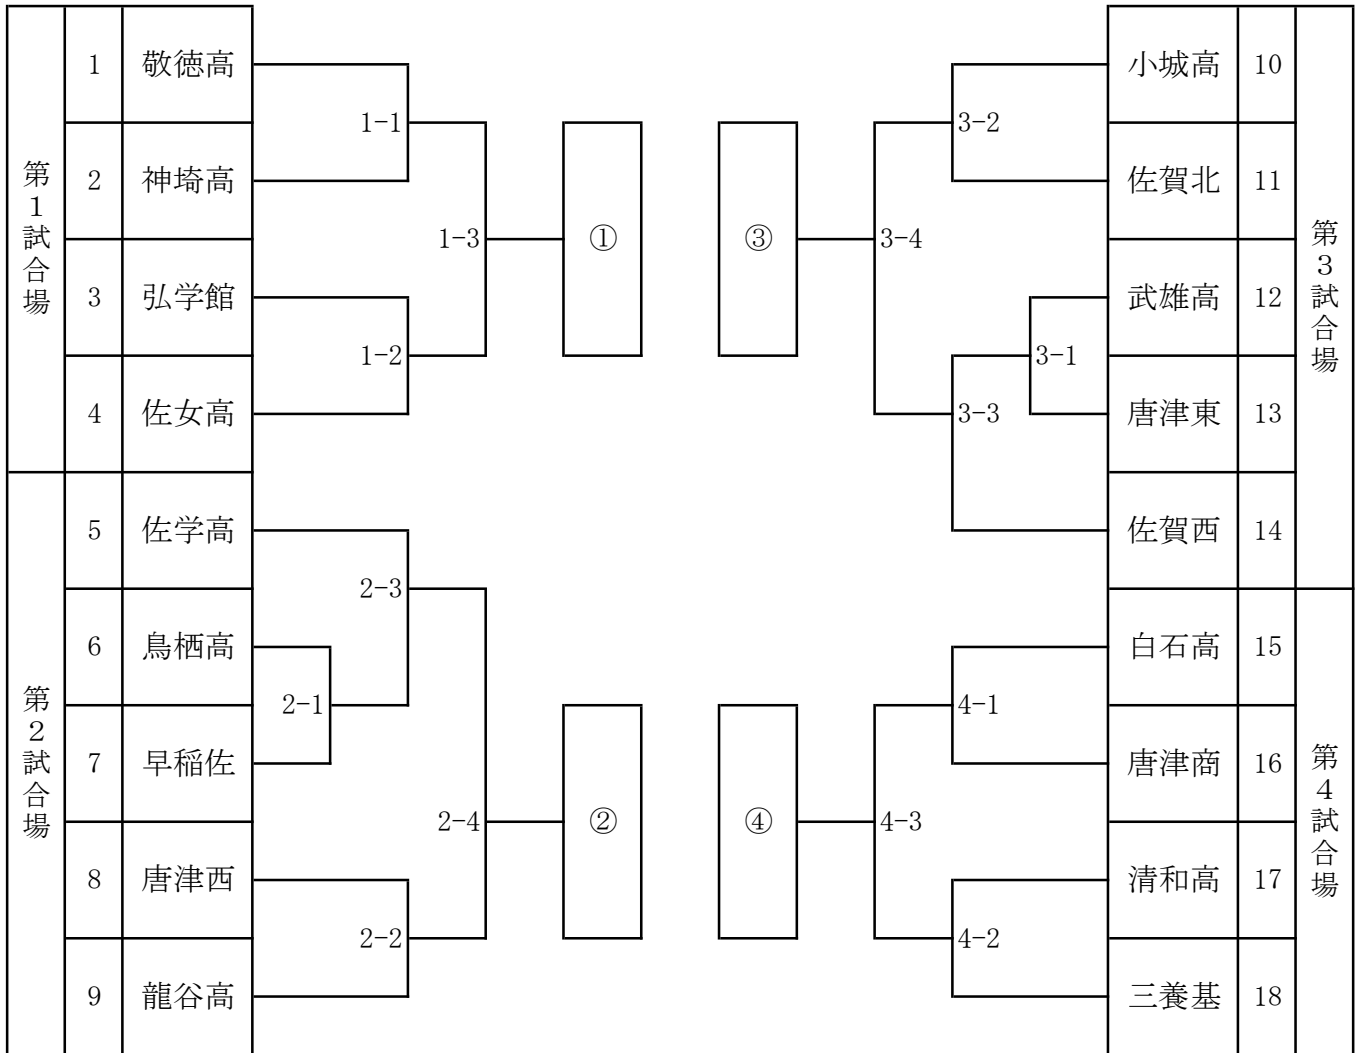 第1試合場
1 敬徳高
2 神埼高
3 弘学館
4 佐女高
1-1
1-2
1-3
①
第2試合場
5 佐学高
6 鳥栖高
7 早稲佐
8 唐津西
9 龍谷高
2-1
2-3
2-2
2-4
②
③
3-4
3-2
3-1
3-3
小城高 10
佐賀北 11
武雄高 12
唐津東 13
佐賀西 14
第3試合場
④
4-3
4-1
4-2
白石高 15
唐津商 16
清和高 17
三養基 18
第4試合場